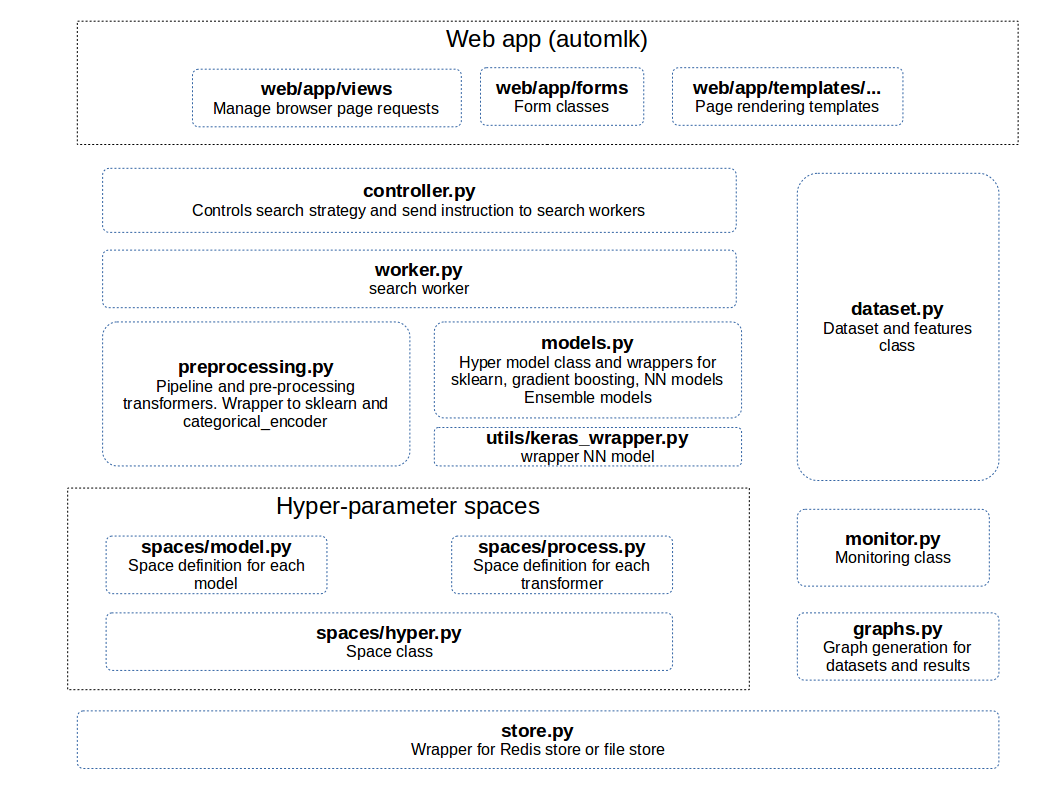 Web app (automlk)
web/app/views
Manage browser page requests
web/app/forms
Form classes
web/app/templates/...
Page rendering templates
controller.py
Controls search strategy and send instruction to search workers
worker.py
search worker
preprocessing.py
Pipeline and pre-processing
transformers. Wrapper to sklearn and
categorical_encoder
models.py
Hyper model class and wrappers for
sklearn, gradient boosting, NN models
Ensemble models
utils/keras_wrapper.py
wrapper NN model
dataset.py
Dataset and features
class
Hyper-parameter spaces
spaces/model.py
Space definition for each
model
spaces/process.py
Space definition for each
transformer
spaces/hyper.py
Space class
monitor.py
Monitoring class
graphs.py
Graph generation for
datasets and results
store.py
Wrapper for Redis store or file store